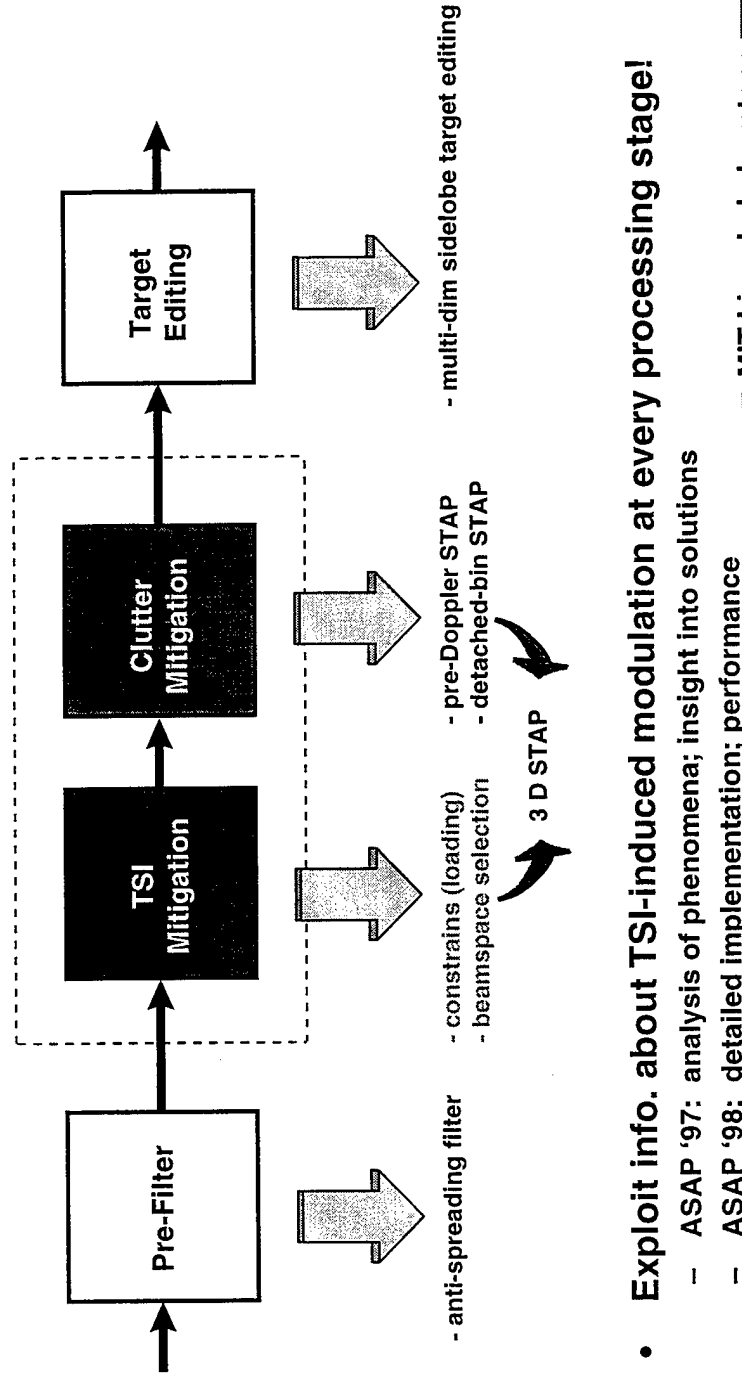 Pre-Filter
TSI
Mitigation
Clutter
Mitigation
Target
Editing
- anti-spreading filter
- constrains (loading)
- beamspace selection
- pre-Doppler STAP
- detached-bin STAP
- multi-dim sidelobe target editing
3 D STAP
• Exploit info. about TSI-induced modulation at every processing stage!
– ASAP '97: analysis of phenomena; insight into solutions
– ASAP '98: detailed implementation; performance